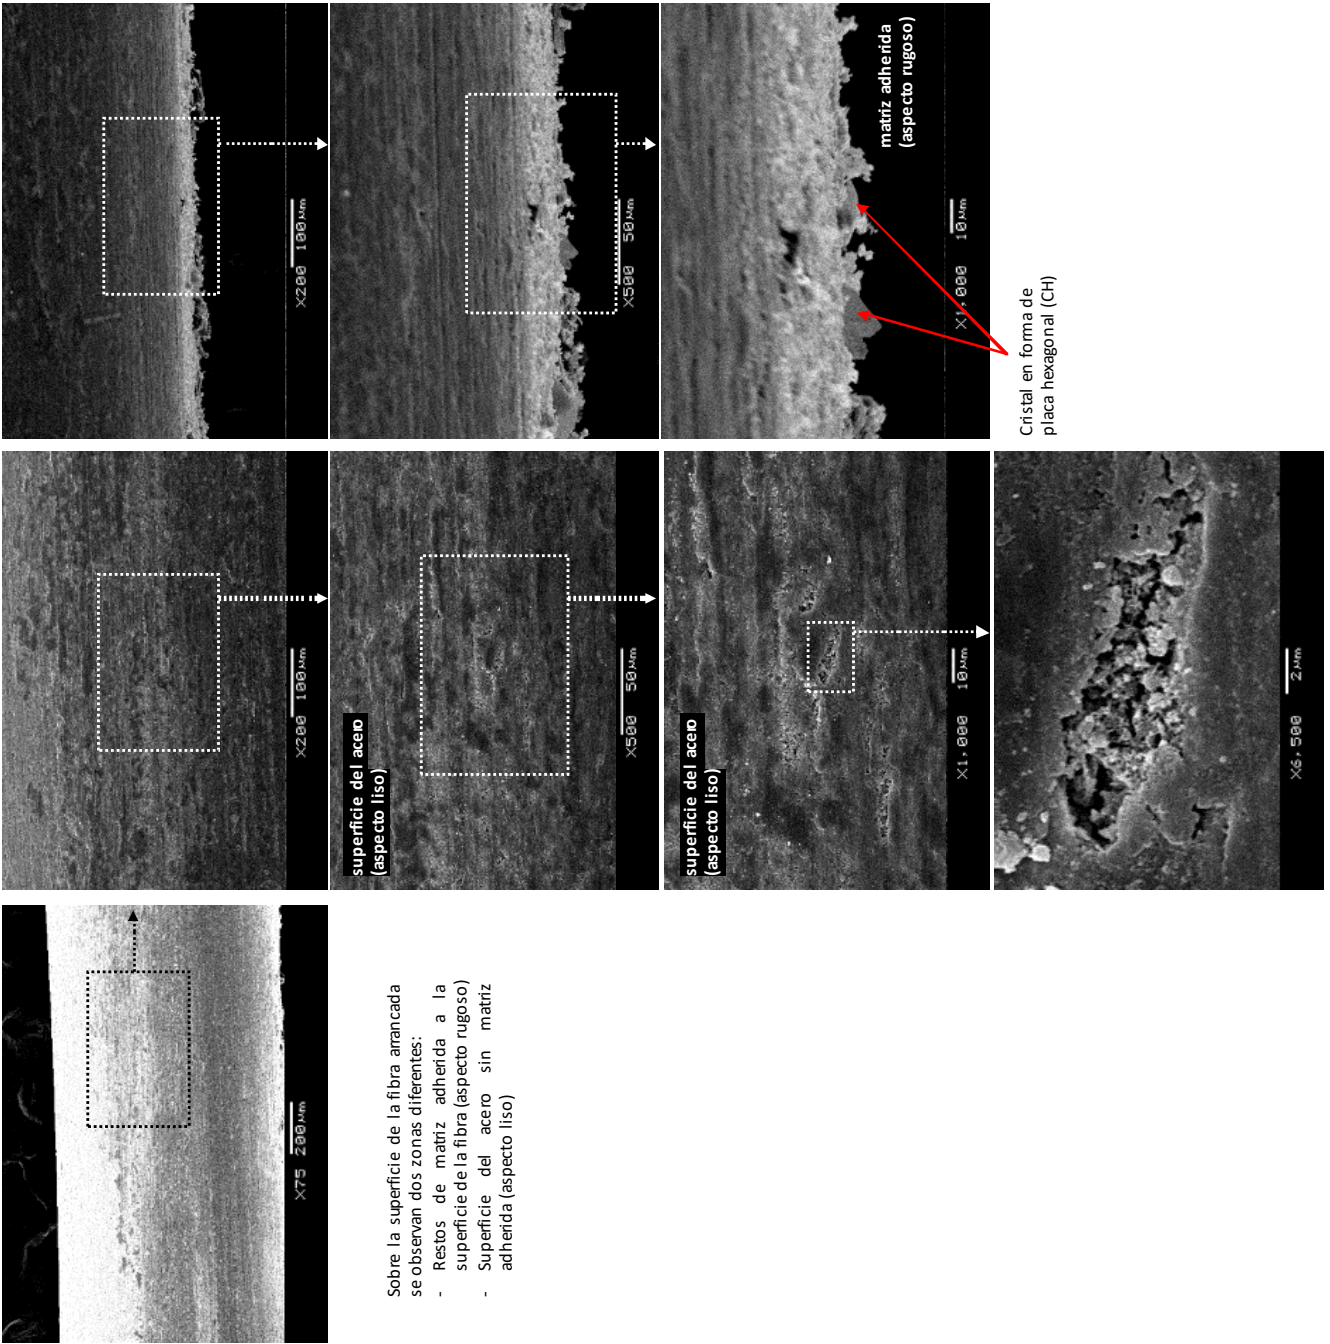 X75 200μm
Sobre la superficie de la fibra arrancada
se observan dos zonas diferentes:
- Restos de matriz adherida a la
superficie de la fibra (aspecto rugoso)
- Superficie del acero sin matriz
adherida (aspecto liso)
X200 100μm
superficie del acero
(aspecto liso)
X500 50μm
superficie del acero
(aspecto liso)
X1,000 10μm
X6,500 2μm
X200 100μm
X500 50μm
matriz adherida
(aspecto rugoso)
X1,000 10μm
Cristal en forma de
placa hexagonal (CH)